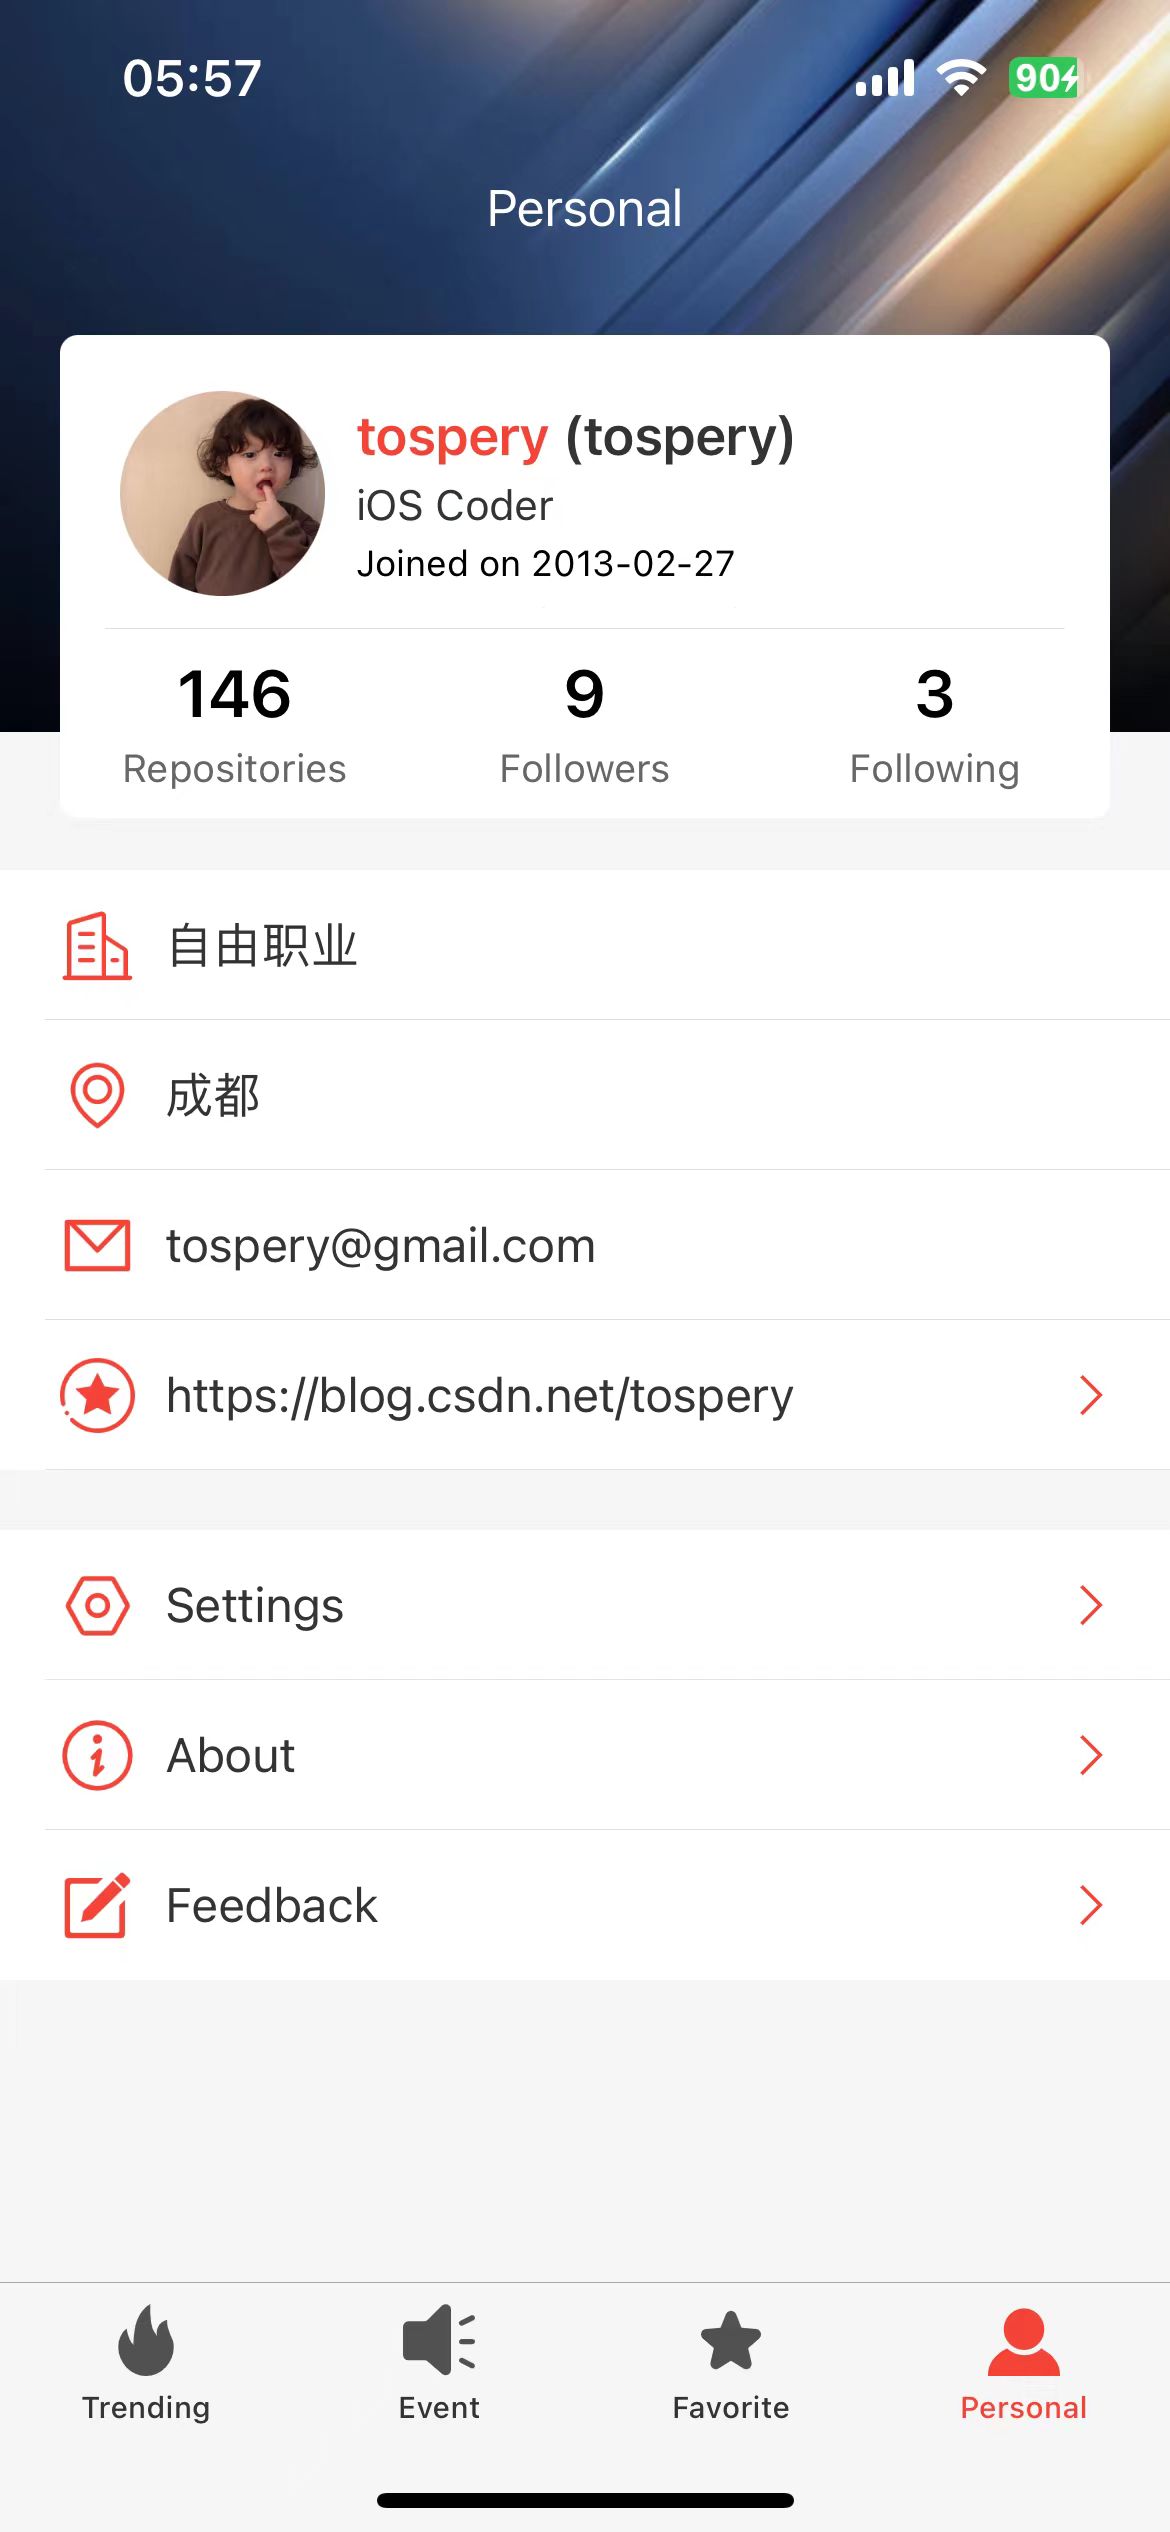 05:57
90
Personal
tospery (tospery)
iOS Coder
Joined on 2013-02-27
146 9 3
Repositories Followers Following
自由职业
成都
tospery@gmail.com
https://blog.csdn.net/tospery
Settings
About
Feedback
Trending Event Favorite Personal